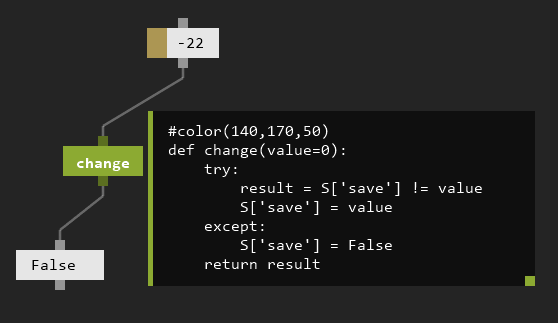 -22
change
#color(140,170,50)
def change(value=0):
    try:
        result = S['save'] != value
        S['save'] = value
    except:
        S['save'] = False
    return result
False